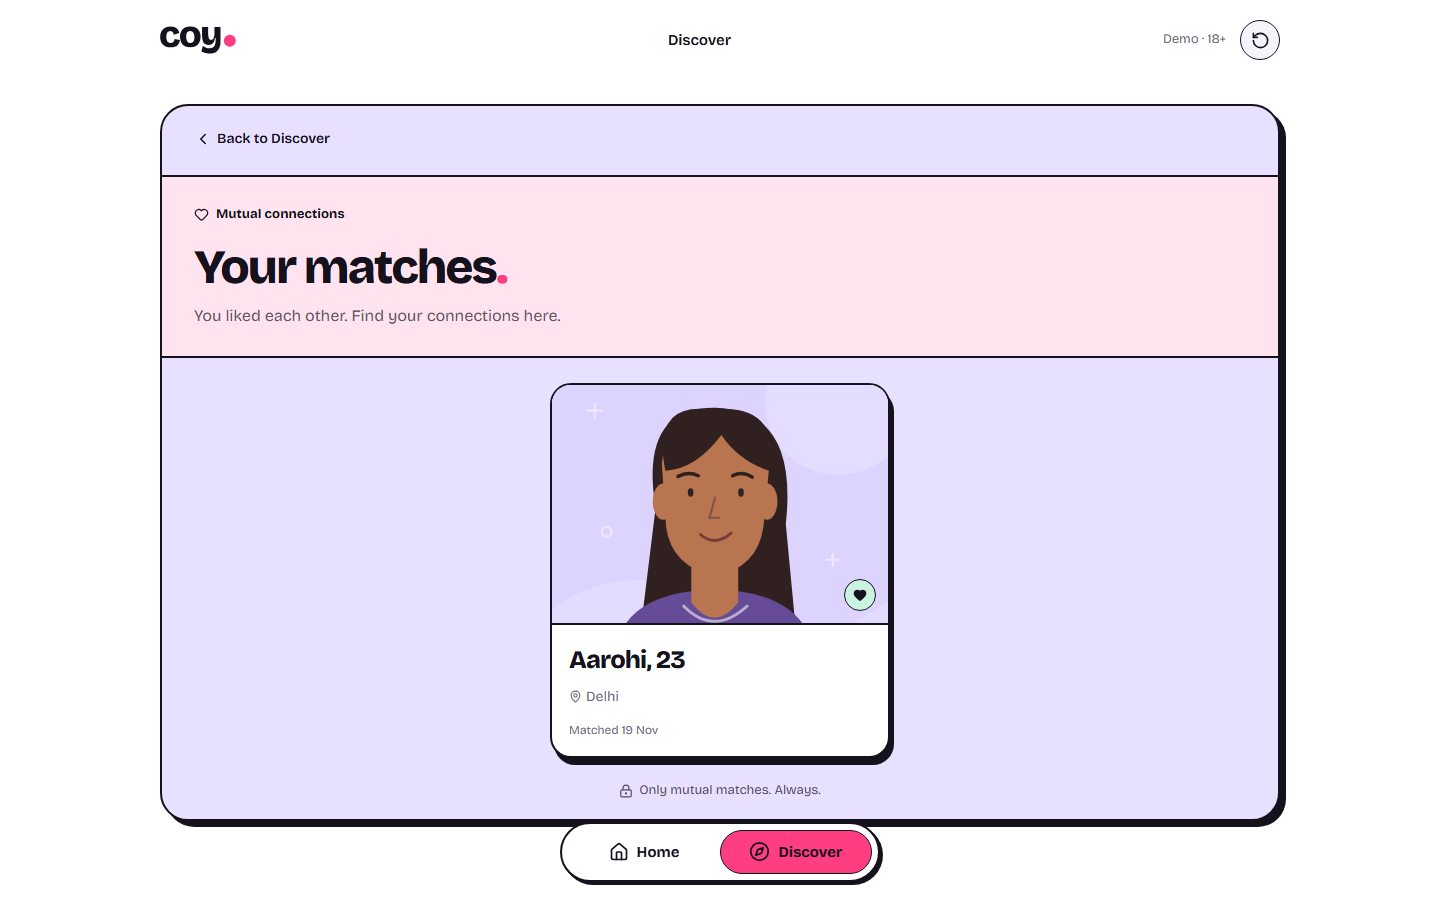 coy.
Discover
Demo · 18+
Back to Discover
Mutual connections
Your matches.
You liked each other. Find your connections here.
Aarohi, 23
Delhi
Matched 19 Nov
Only mutual matches. Always.
Home
Discover